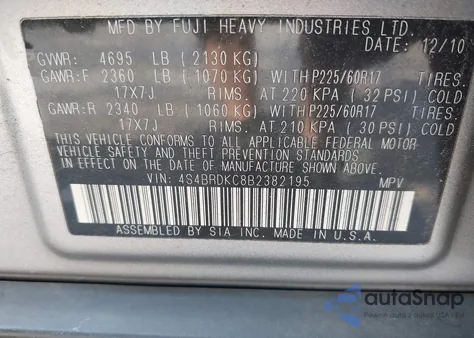 MFD BY FUJI HEAVY INDUSTRIES LTD.
DATE: 12/10
GVWR: 4695 LB (2130 KG)
GAWR:F 2360 LB (1070 KG) WITH P225/60R17 TIRES.
17X7J RIMS. AT 220 KPA (32 PSI) COLD
GAWR:R 2340 LB (1060 KG) WITH P225/60R17 TIRES.
17X7J RIMS. AT 210 KPA (30 PSI) COLD
THIS VEHICLE CONFORMS TO ALL APPLICABLE FEDERAL MOTOR
VEHICLE SAFETY AND THEFT PREVENTION STANDARDS
IN EFFECT ON THE DATE OF MANUFACTURE SHOWN ABOVE.
VIN: 4S4BRDKC8B2382195 MPV
ASSEMBLED BY SIA INC. MADE IN U.S.A.
autoSnap